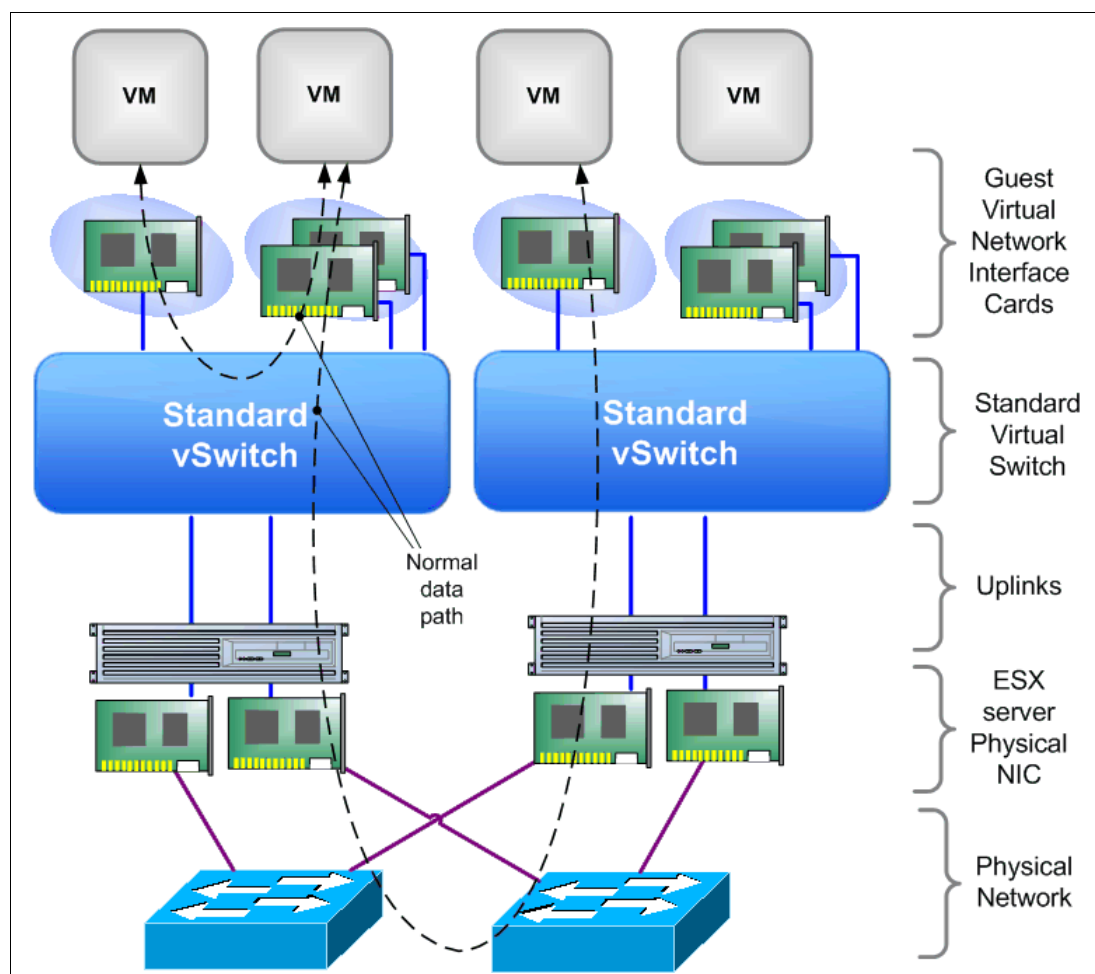 VM
VM
VM
VM
Guest
Virtual
Network
Interface
Cards
Standard
vSwitch
Standard
vSwitch
Standard
Virtual
Switch
Normal
data
path
Uplinks
ESX
server
Physical
NIC
Physical
Network